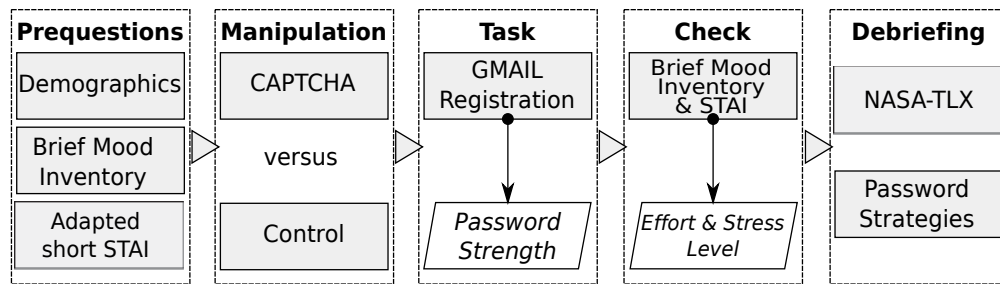 Prequestions
Demographics
Brief Mood
Inventory
Adapted
short STAI
Manipulation
CAPTCHA
versus
Control
Task
GMAIL
Registration
Password
Strength
Check
Brief Mood
Inventory
& STAI
Effort & Stress
Level
Debriefing
NASA-TLX
Password
Strategies